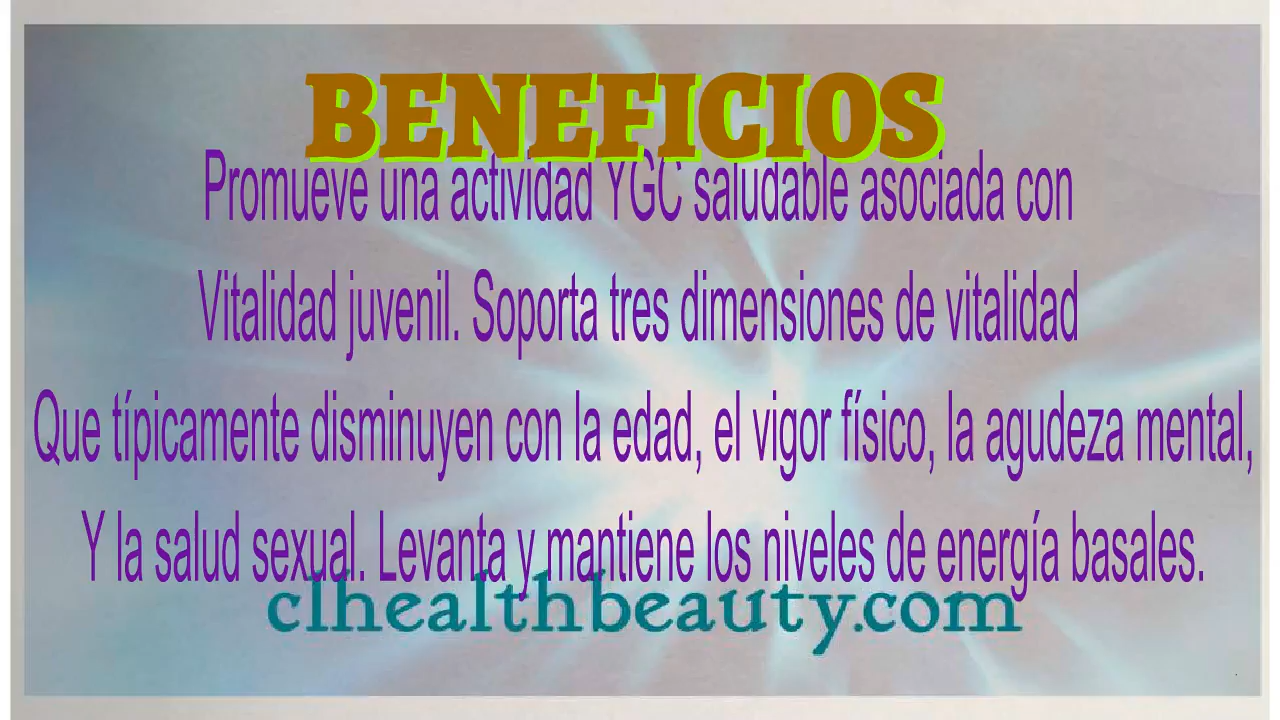 BENEFICIOS
Promueve una actividad YGC saludable asociada con
Vitalidad juvenil. Soporta tres dimensiones de vitalidad
Que típicamente disminuyen con la edad, el vigor físico, la agudeza mental,
Y la salud sexual. Levanta y mantiene los niveles de energía basales.
clhealthbeauty.com